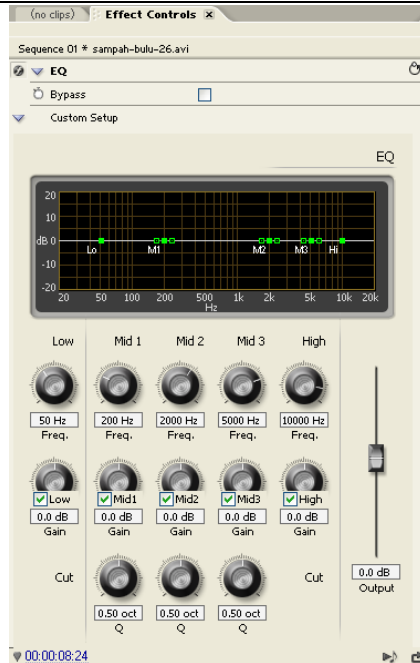 (no clips) Effect Controls x
Sequence 01 * sampah-bulu-26.avi
EQ
Bypass
Custom Setup
EQ
20
10
dB 0
-10
-20
Lo M1 M2 M3 Hi
20 50 100 200 500 1k 2k 5k 10k 20k
Hz
Low Mid 1 Mid 2 Mid 3 High
50 Hz 200 Hz 2000 Hz 5000 Hz 10000 Hz
Freq. Freq. Freq. Freq. Freq.
Low Mid1 Mid2 Mid3 High
0.0 dB 0.0 dB 0.0 dB 0.0 dB 0.0 dB
Gain Gain Gain Gain Gain
Cut Cut
0.0 dB
Output
0.50 oct 0.50 oct 0.50 oct
Q Q Q
00:00:08:24